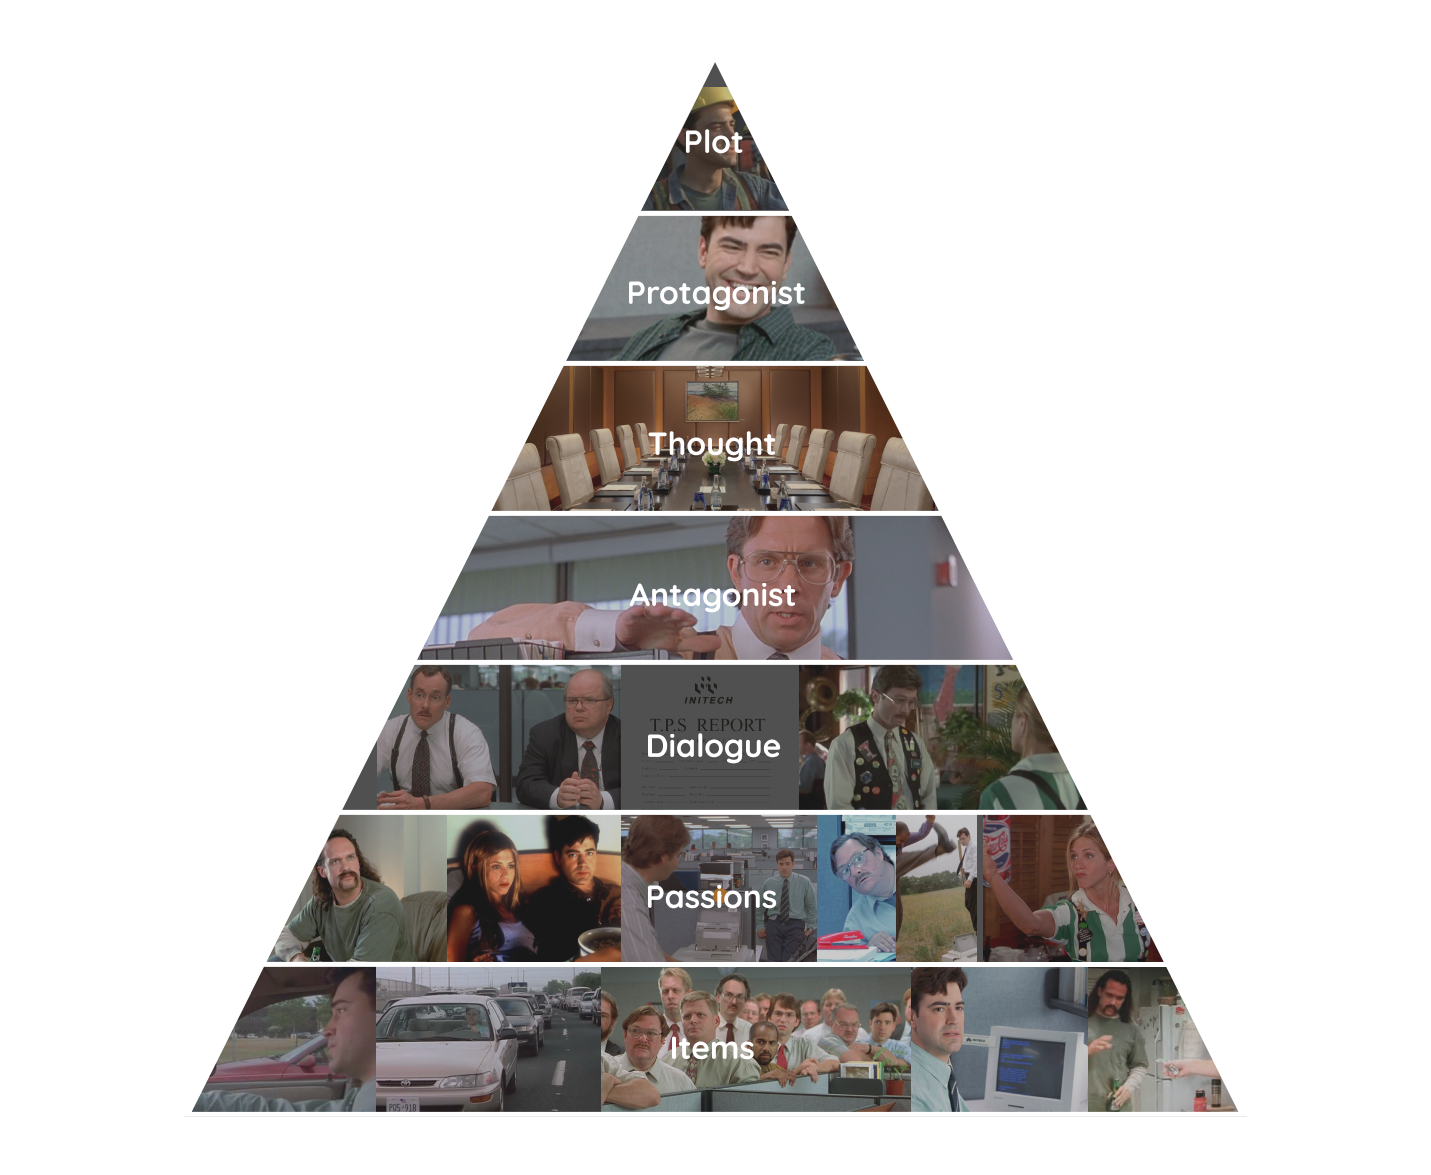 Plot
Protagonist
Thought
Antagonist
INITECH
T.P.S REPORT
Dialogue
Passions
Items